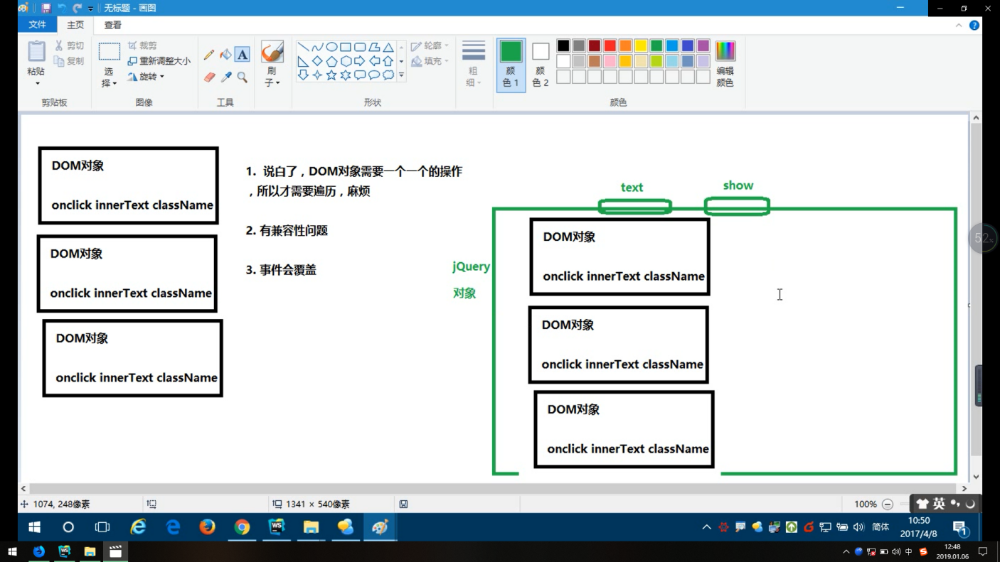 无标题 - 画图
文件
主页
查看
粘贴
剪切
复制
剪贴板
选
择
裁剪
重新调整大小
旋转
图像
A
工具
刷
子
轮廓
填充
形状
粗
细
颜
色 1
颜
色 2
编辑
颜色
颜色
DOM对象
onclick innerText className
DOM对象
onclick innerText className
DOM对象
onclick innerText className
1. 说白了，DOM对象需要一个一个的操作
，所以才需要遍历，麻烦
2. 有兼容性问题
3. 事件会覆盖
text
show
jQuery
对象
DOM对象
onclick innerText className
DOM对象
onclick innerText className
DOM对象
onclick innerText className
52%
1074, 248像素
1341 × 540像素
100%
英
WS
简体
10:50
2017/4/8
1
WS
中
12:48
2019.01.06